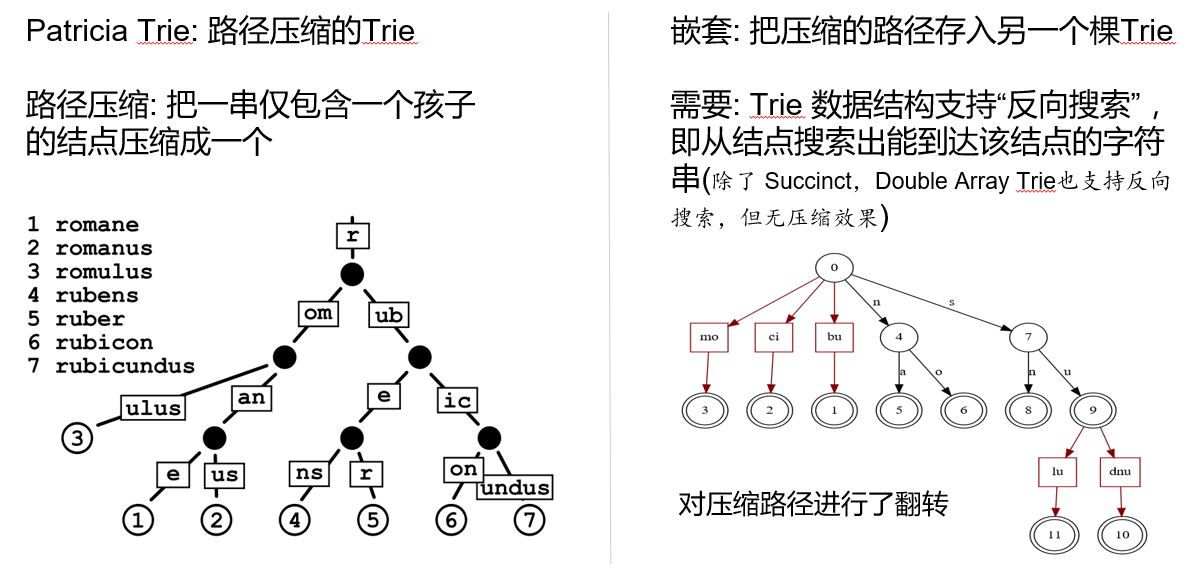 Patricia Trie: 路径压缩的Trie
路径压缩: 把一串仅包含一个孩子
的结点压缩成一个
1 romane
2 romanus
3 romulus
4 rubens
5 ruber
6 rubicon
7 rubicundus
r
om
ub
ulus
an
e
ic
e
us
ns
r
on
undus
3
1
2
4
5
6
7
嵌套: 把压缩的路径存入另一个棵Trie
需要: Trie 数据结构支持“反向搜索”，
即从结点搜索出能到达该结点的字符
串(除了 Succinct，Double Array Trie也支持反向
搜索，但无压缩效果)
0
n
s
mo
ci
bu
4
7
a
o
n
u
3
2
1
5
6
8
9
lu
dnu
11
10
对压缩路径进行了翻转